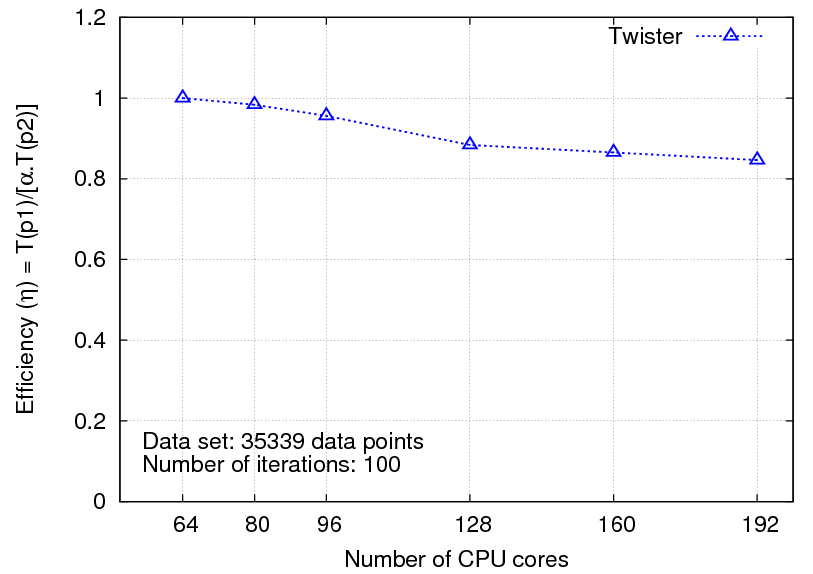 1.2
1
0.8
0.6
0.4
0.2
0
Efficiency (η) = T(p1)/[α.T(p2)]
Twister
Data set: 35339 data points
Number of iterations: 100
64 80 96 128 160 192
Number of CPU cores